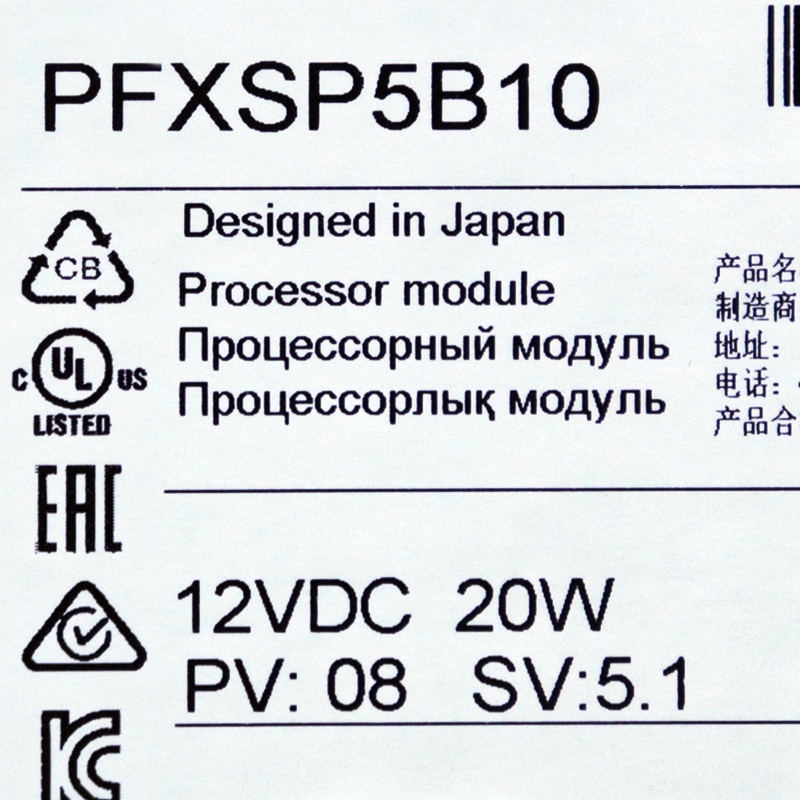 PFXSP5B10
Designed in Japan
CB
Processor module
Процессорный модуль
Процессорлық модуль
产品名
制造商
地址：
电话：
产品合
C UL US
LISTED
EAC
12VDC 20W
PV: 08 SV:5.1
KC